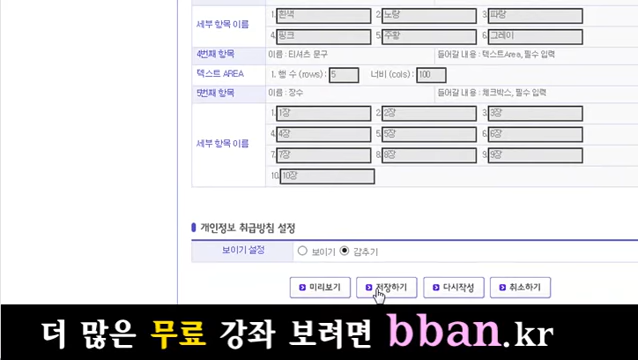 세부 항목 이름
1. 흰색 2. 노랑 3. 파랑
4. 핑크 5. 주황 6. 그레이
4번째 항목 이름 : 티셔츠 문구 들어갈 내용 : 텍스트Area, 필수 입력
텍스트 AREA 1. 행 수 (rows) : 5 너비 (cols) : 100
5번째 항목 이름 : 장수 들어갈 내용 : 체크박스, 필수 입력
세부 항목 이름
1. 1장 2. 2장 3. 3장
4. 4장 5. 5장 6. 6장
7. 7장 8. 8장 9. 9장
10. 10장
개인정보 취급방침 설정
보이기 설정 보이기 감추기
미리보기 저장하기 다시작성 취소하기
더 많은 무료 강좌 보려면 bban.kr